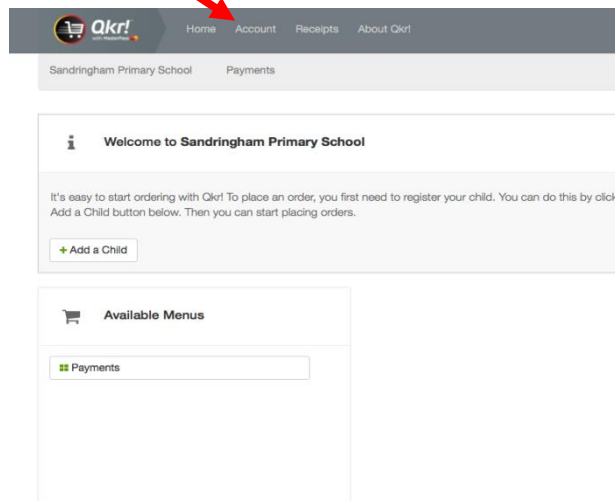 Qkr!
with MasterPass
Home Account Receipts About Qkr!
Sandringham Primary School Payments
Welcome to Sandringham Primary School
It's easy to start ordering with Qkr! To place an order, you first need to register your child. You can do this by click
Add a Child button below. Then you can start placing orders.
+ Add a Child
Available Menus
Payments